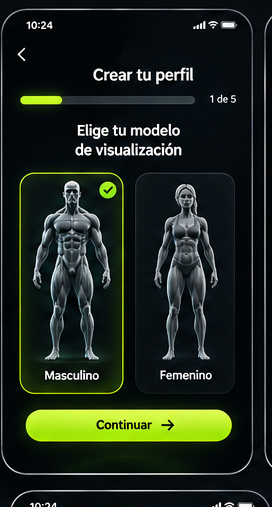 10:24
Crear tu perfil
1 de 5
Elige tu modelo
de visualización
Masculino
Femenino
Continuar →
10:24